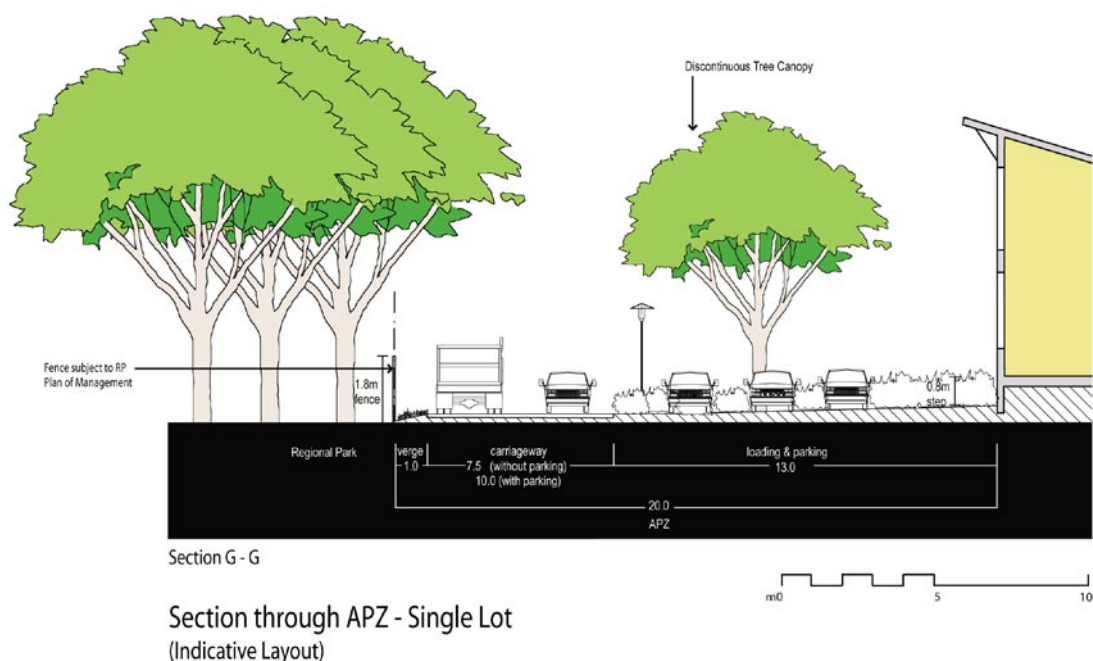 Discontinuous Tree Canopy
Fence subject to RP
Plan of Management
1.8m
fence
0.8m
step
Regional Park
verge
1.0
carriageway
7.5 (without parking)
10.0 (with parking)
loading & parking
13.0
20.0
APZ
Section G - G
m0 5 10
Section through APZ - Single Lot
(Indicative Layout)